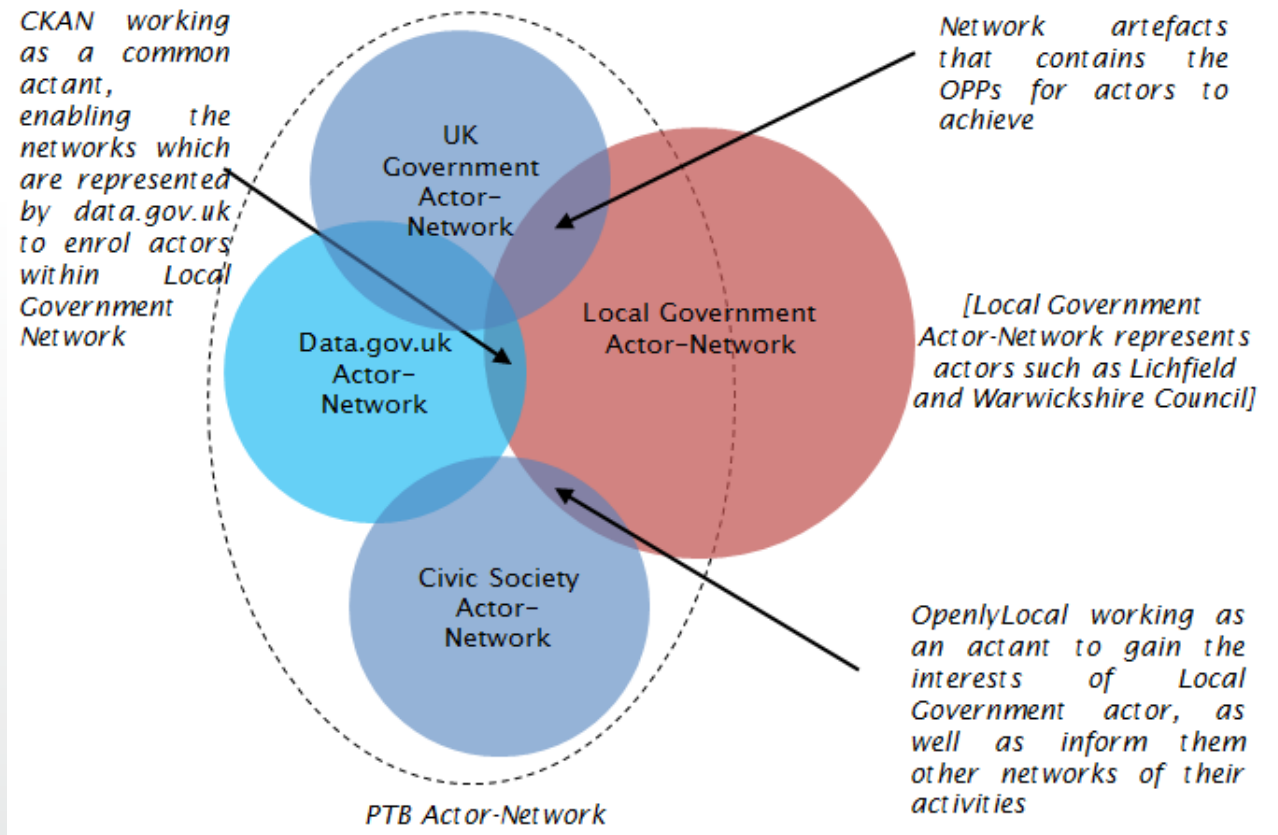 CKAN working
as a common
actant,
enabling the
networks which
are represented
by data.gov.uk
to enrol actors
within Local
Government
Network
Network artefacts
that contains the
OPPs for actors to
achieve
UK
Government
Actor-
Network
Local Government
Actor-Network
Data.gov.uk
Actor-
Network
[Local Government
Actor-Network represents
actors such as Lichfield
and Warwickshire Council]
Civic Society
Actor-
Network
OpenlyLocal working as
an actant to gain the
interests of Local
Government actor, as
well as inform them
other networks of their
activities
PTB Actor-Network